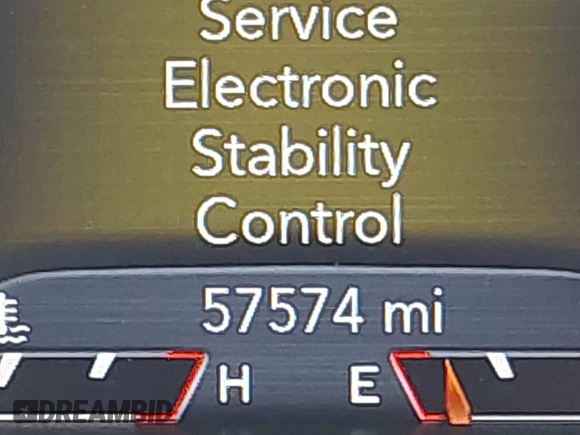 Service
Electronic
Stability
Control
57574 mi
H E
DREAMBID